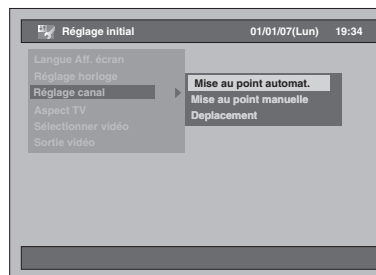 Réglage initial 01/01/07(Lun) 19:34
Langue Aff. écran
Réglage horloge
Réglage canal
Aspect TV
Sélectionner vidéo
Sortie vidéo
Mise au point automat.
Mise au point manuelle
Deplacement